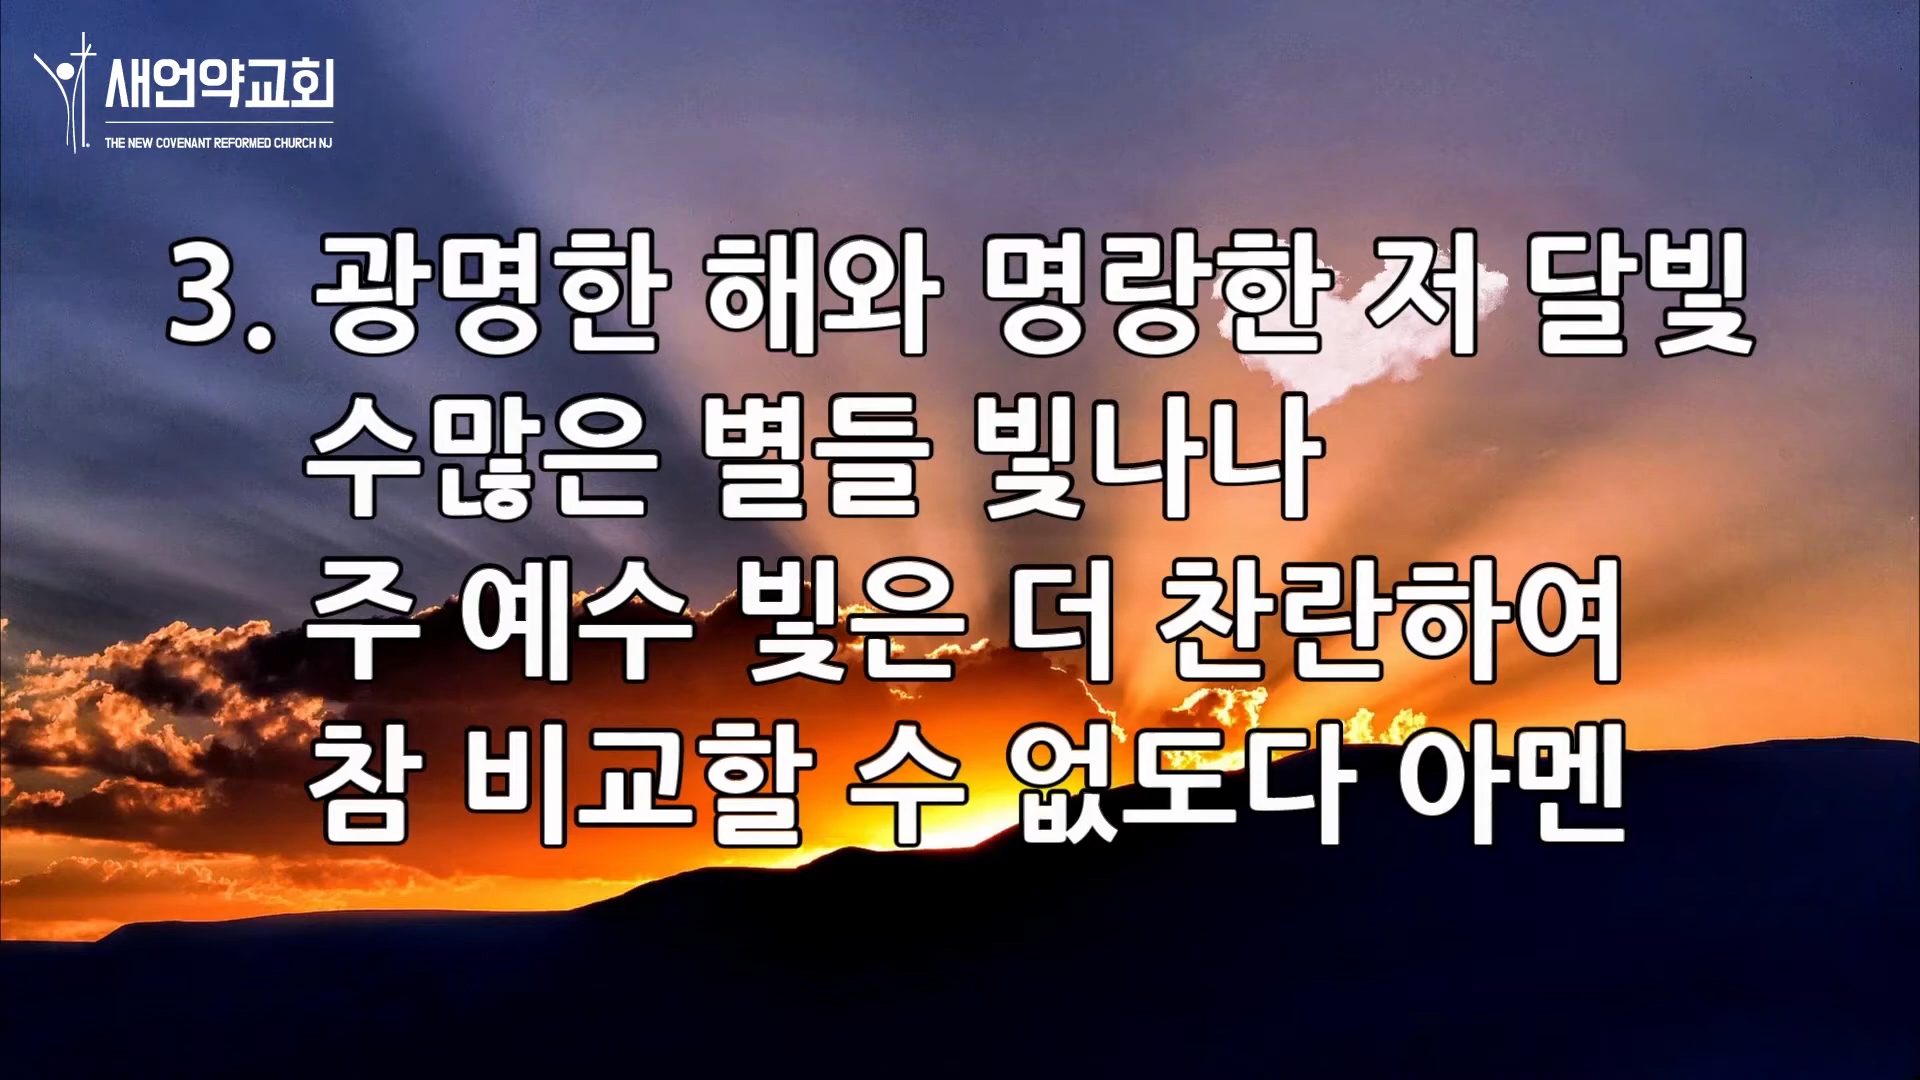 새언약교회
THE NEW COVENANT REFORMED CHURCH NJ
3. 광명한 해와 명랑한 저 달빛
수많은 별들 빛나나
주 예수 빛은 더 찬란하여
참 비교할 수 없도다 아멘